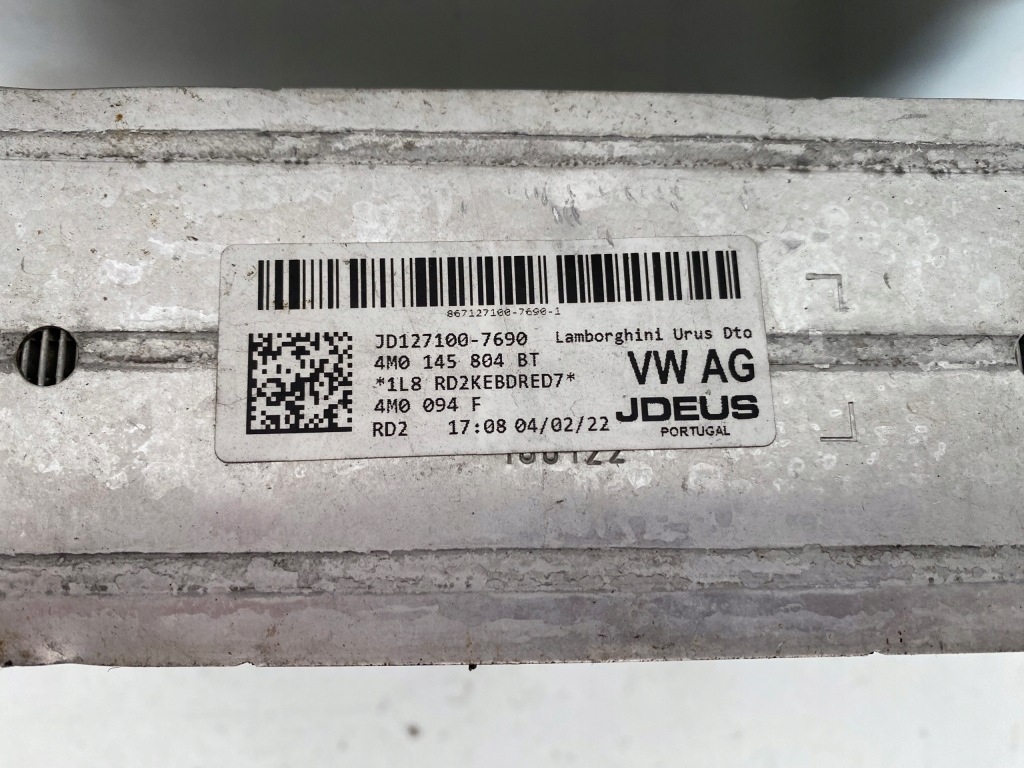 867127100-7690-1
JD127100-7690 Lamborghini Urus Dto
4M0 145 804 BT
*1L8 RD2KEBDRED7*
4M0 094 F
RD2 17:08 04/02/22
VW AG
JDEUS
PORTUGAL